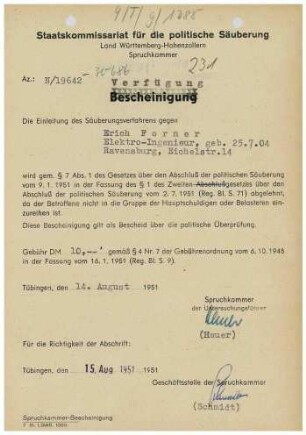 9/T/3/1288
Staatskommissariat für die politische Säuberung
Land Württemberg-Hohenzollern
Spruchkammer
Az.: N/19642 -30686 231
Verfügung
Bescheinigung
Die Einleitung des Säuberungsverfahrens gegen
Erich Forner
Elektro-Ingenieur, geb. 25.7.04
Ravensburg, Eichelstr.14
wird gem. § 7 Abs. 1 des Gesetzes über den Abschluß der politischen Säuberung
vom 9. 1. 1951 in der Fassung des § 1 des Zweiten Abschlußgesetzes über den
Abschluß der politischen Säuberung vom 2. 7. 1951 (Reg. Bl. S. 71) abgelehnt,
da der Betroffene nicht in die Gruppe der Hauptschuldigen oder Belasteten ein-
zureihen ist.
Diese Bescheinigung gilt als Bescheid über die politische Überprüfung.
Gebühr DM 10,-- gemäß § 4 Nr. 7 der Gebührenordnung vom 6. 10. 1948
in der Fassung vom 16. 1. 1951 (Reg. Bl. S. 9).
Tübingen, den 14. August 1951
Spruchkammer
der Untersuchungsführer
(Hauer)
Für die Richtigkeit der Abschrift:
Tübingen, den 15. Aug 1951 1951
Geschäftsstelle der Spruchkammer
(Schmidt)
Spruchkammer-Bescheinigung